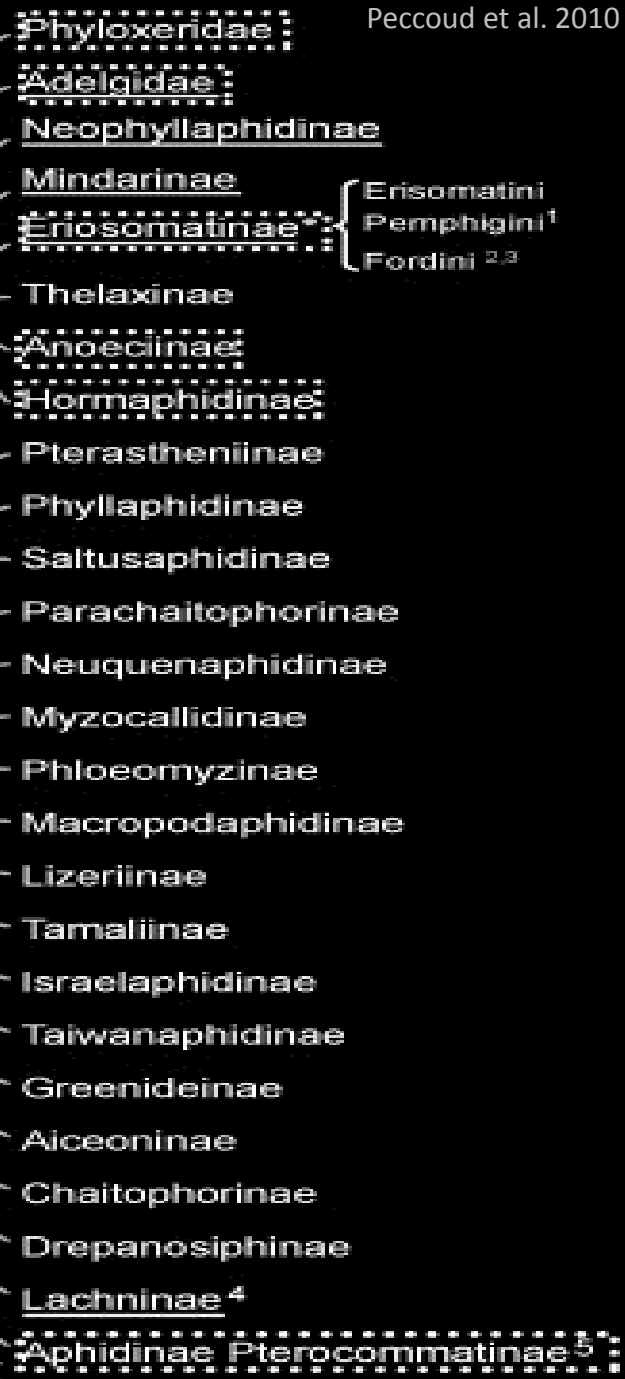 Peccoud et al. 2010
Phyloxeridae
Adelgidae
Neophyllaphidinae
Mindarinae
Eriosomatinae*
Erisomatini
Pemphigini¹
Fordini ²,³
Thelaxinae
Anoeciinae
Hormaphidinae
Pterastheniinae
Phyllaphidinae
Saltusaphidinae
Parachaitophorinae
Neuquenaphidinae
Myzocallidinae
Phloeomyzinae
Macropodaphidinae
Lizeriinae
Tamaliinae
Israelaphidinae
Taiwanaphidinae
Greenideinae
Aiceoninae
Chaitophorinae
Drepanosiphinae
Lachninae⁴
Aphidinae Pterocommatinae⁵